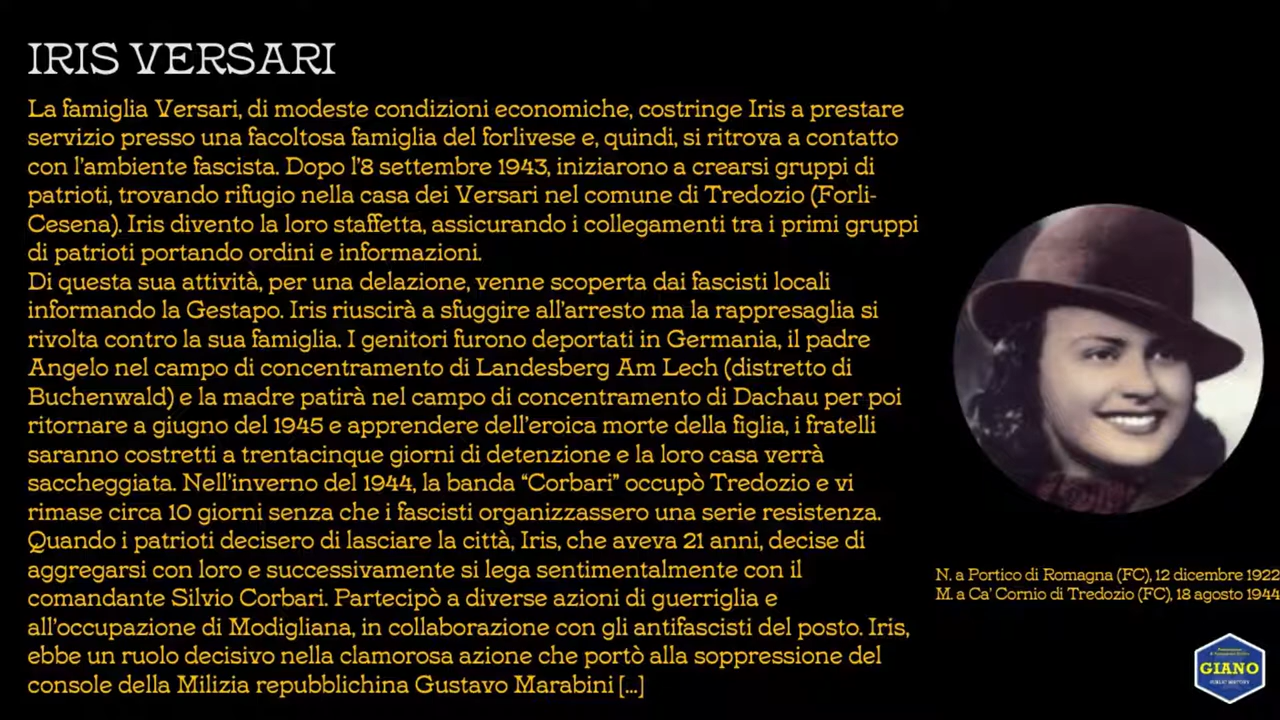 IRIS VERSARI
La famiglia Versari, di modeste condizioni economiche, costringe Iris a prestare
servizio presso una facoltosa famiglia del forlivese e, quindi, si ritrova a contatto
con l'ambiente fascista. Dopo l'8 settembre 1943, iniziarono a crearsi gruppi di
patrioti, trovando rifugio nella casa dei Versari nel comune di Tredozio (Forli-
Cesena). Iris divento la loro staffetta, assicurando i collegamenti tra i primi gruppi
di patrioti portando ordini e informazioni.
Di questa sua attività, per una delazione, venne scoperta dai fascisti locali
informando la Gestapo. Iris riuscirà a sfuggire all'arresto ma la rappresaglia si
rivolta contro la sua famiglia. I genitori furono deportati in Germania, il padre
Angelo nel campo di concentramento di Landesberg Am Lech (distretto di
Buchenwald) e la madre patirà nel campo di concentramento di Dachau per poi
ritornare a giugno del 1945 e apprendere dell'eroica morte della figlia, i fratelli
saranno costretti a trentacinque giorni di detenzione e la loro casa verrà
saccheggiata. Nell'inverno del 1944, la banda "Corbari" occupò Tredozio e vi
rimase circa 10 giorni senza che i fascisti organizzassero una serie resistenza.
Quando i patrioti decisero di lasciare la città, Iris, che aveva 21 anni, decise di
aggregarsi con loro e successivamente si lega sentimentalmente con il
comandante Silvio Corbari. Partecipò a diverse azioni di guerriglia e
all'occupazione di Modigliana, in collaborazione con gli antifascisti del posto. Iris,
ebbe un ruolo decisivo nella clamorosa azione che portò alla soppressione del
console della Milizia repubblichina Gustavo Marabini [...]
N. a Portico di Romagna (FC), 12 dicembre 1922
M. a Ca' Cornio di Tredozio (FC), 18 agosto 1944
GIANO